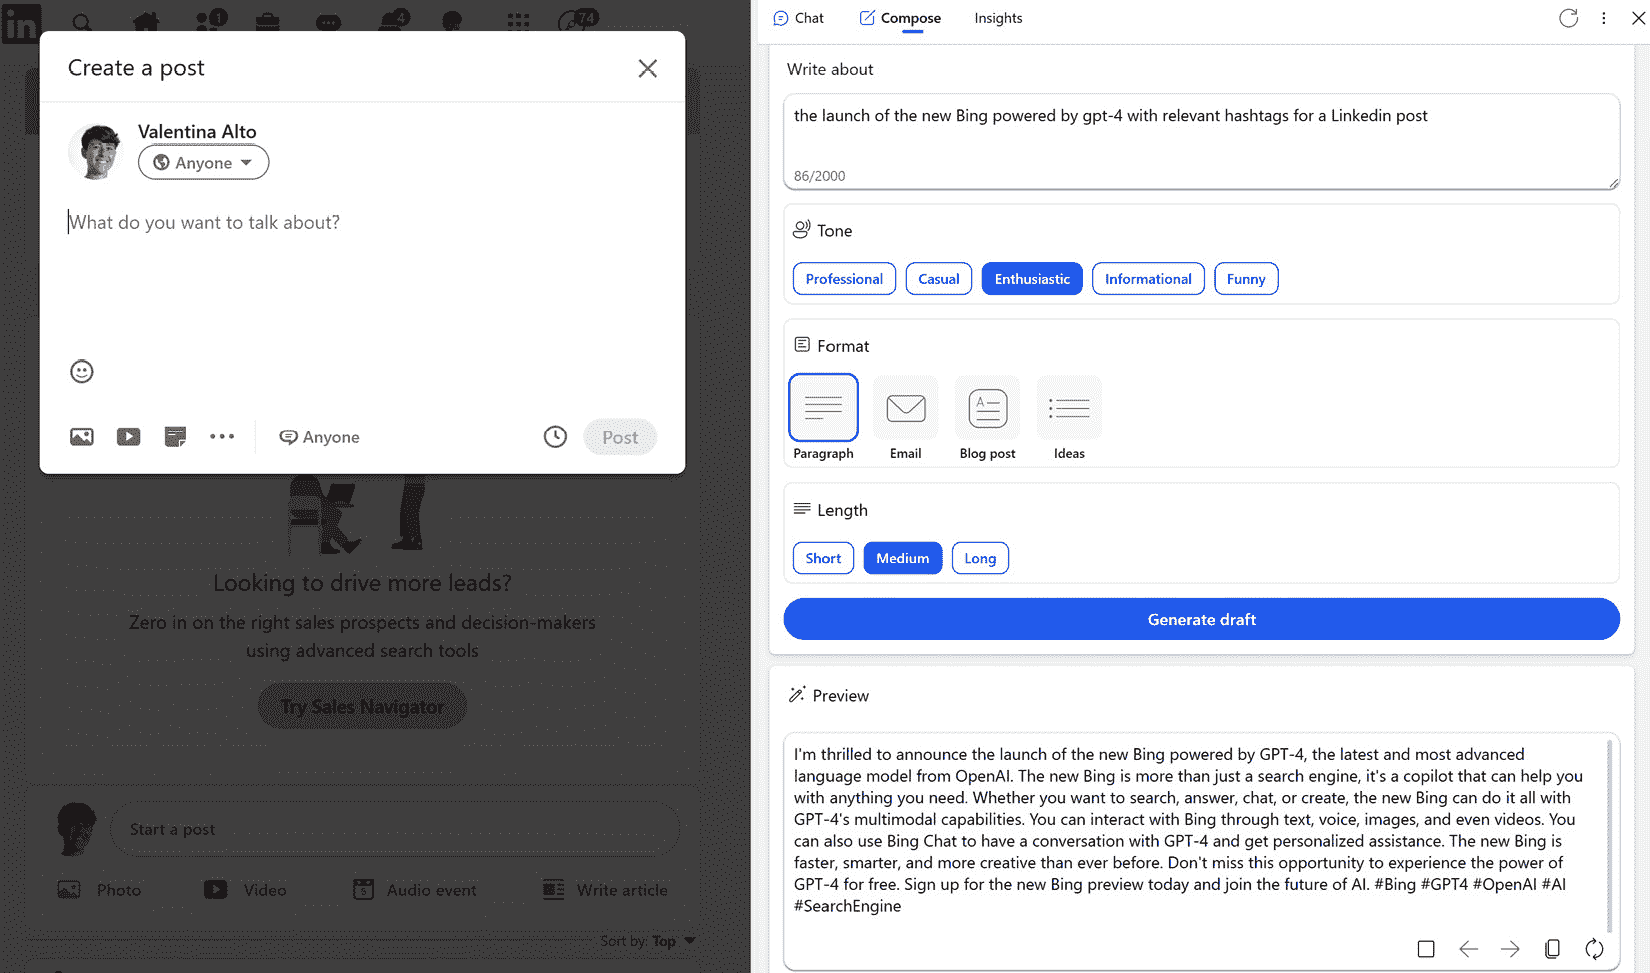 in
1
4
74
Create a post
Valentina Alto
Anyone
What do you want to talk about?
Anyone
Post
Looking to drive more leads?
Zero in on the right sales prospects and decision-makers
using advanced search tools
Try Sales Navigator
Start a post
Photo
Video
Audio event
Write article
Sort by: Top
Chat
Compose
Insights
Write about
the launch of the new Bing powered by gpt-4 with relevant hashtags for a Linkedin post
86/2000
Tone
Professional
Casual
Enthusiastic
Informational
Funny
Format
Paragraph
Email
Blog post
Ideas
Length
Short
Medium
Long
Generate draft
Preview
I'm thrilled to announce the launch of the new Bing powered by GPT-4, the latest and most advanced
language model from OpenAI. The new Bing is more than just a search engine, it's a copilot that can help you
with anything you need. Whether you want to search, answer, chat, or create, the new Bing can do it all with
GPT-4's multimodal capabilities. You can interact with Bing through text, voice, images, and even videos. You
can also use Bing Chat to have a conversation with GPT-4 and get personalized assistance. The new Bing is
faster, smarter, and more creative than ever before. Don't miss this opportunity to experience the power of
GPT-4 for free. Sign up for the new Bing preview today and join the future of AI. #Bing #GPT4 #OpenAI #AI
#SearchEngine